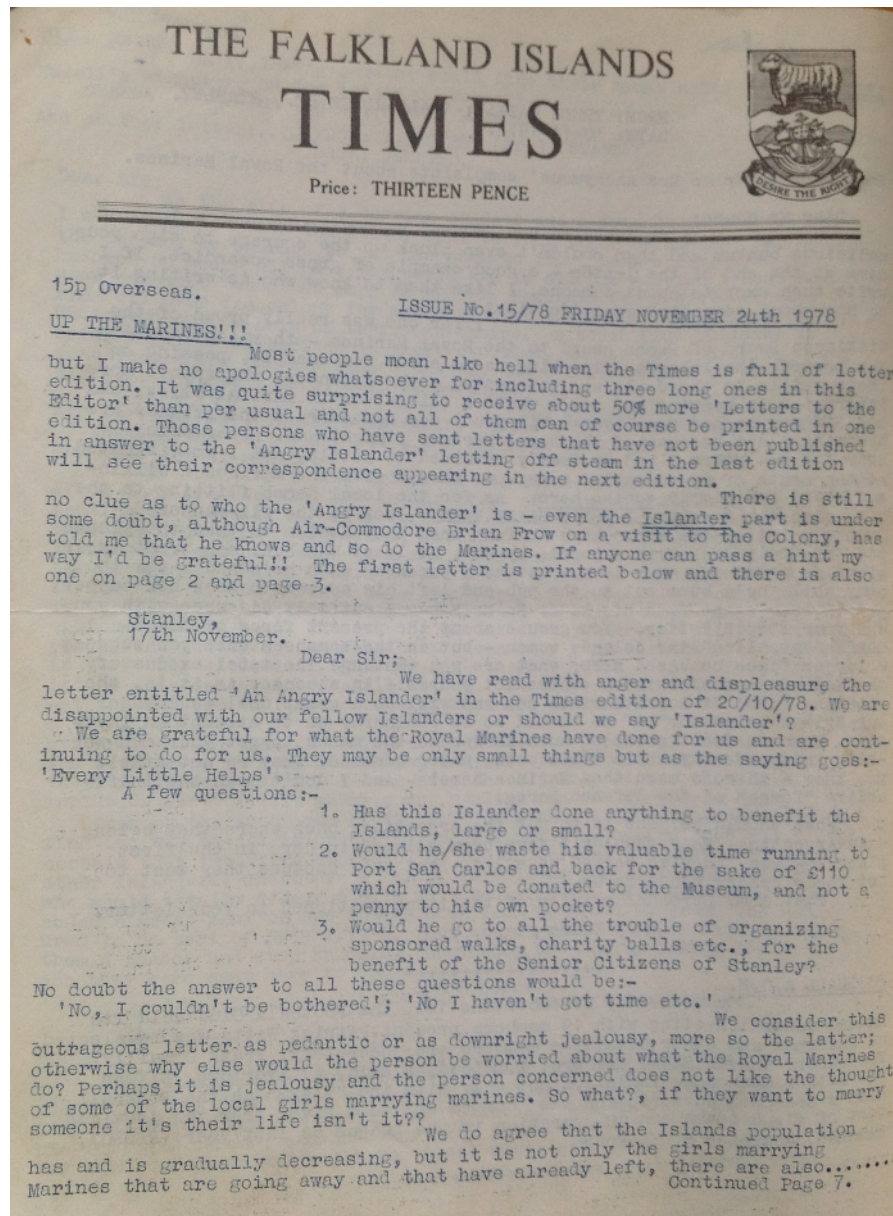 THE FALKLAND ISLANDS
TIMES
Price: THIRTEEN PENCE
DESIRE THE RIGHT
15p Overseas.
ISSUE No.15/78 FRIDAY NOVEMBER 24th 1978
UP THE MARINES!!!
Most people moan like hell when the Times is full of letter
but I make no apologies whatsoever for including three long ones in this
edition. It was quite surprising to receive about 50% more 'Letters to the
Editor' than per usual and not all of them can of course be printed in one
edition. Those persons who have sent letters that have not been published
in answer to the 'Angry Islander' letting off steam in the last edition
will see their correspondence appearing in the next edition.
There is still
no clue as to who the 'Angry Islander' is - even the Islander part is under
some doubt, although Air-Commodore Brian Frow on a visit to the Colony, has
told me that he knows and so do the Marines. If anyone can pass a hint my
way I'd be grateful!! The first letter is printed below and there is also
one on page 2 and page 3.
Stanley,
17th November.
Dear Sir;
We have read with anger and displeasure the
letter entitled 'An Angry Islander' in the Times edition of 20/10/78. We are
disappointed with our fellow Islanders or should we say 'Islander'?
We are grateful for what the Royal Marines have done for us and are cont-
inuing to do for us. They may be only small things but as the saying goes:-
'Every Little Helps'.
A few questions:-
1. Has this Islander done anything to benefit the
Islands, large or small?
2. Would he/she waste his valuable time running to
Port San Carlos and back for the sake of £110
which would be donated to the Museum, and not a
penny to his own pocket?
3. Would he go to all the trouble of organizing
sponsored walks, charity balls etc., for the
benefit of the Senior Citizens of Stanley?
No doubt the answer to all these questions would be:-
'No, I couldn't be bothered'; 'No I haven't got time etc.'
We consider this
outrageous letter as pedantic or as downright jealousy, more so the latter;
otherwise why else would the person be worried about what the Royal Marines
do? Perhaps it is jealousy and the person concerned does not like the thought
of some of the local girls marrying marines. So what?, if they want to marry
someone it's their life isn't it??
We do agree that the Islands population
has and is gradually decreasing, but it is not only the girls marrying
Marines that are going away and that have already left, there are also.......
Continued Page 7.